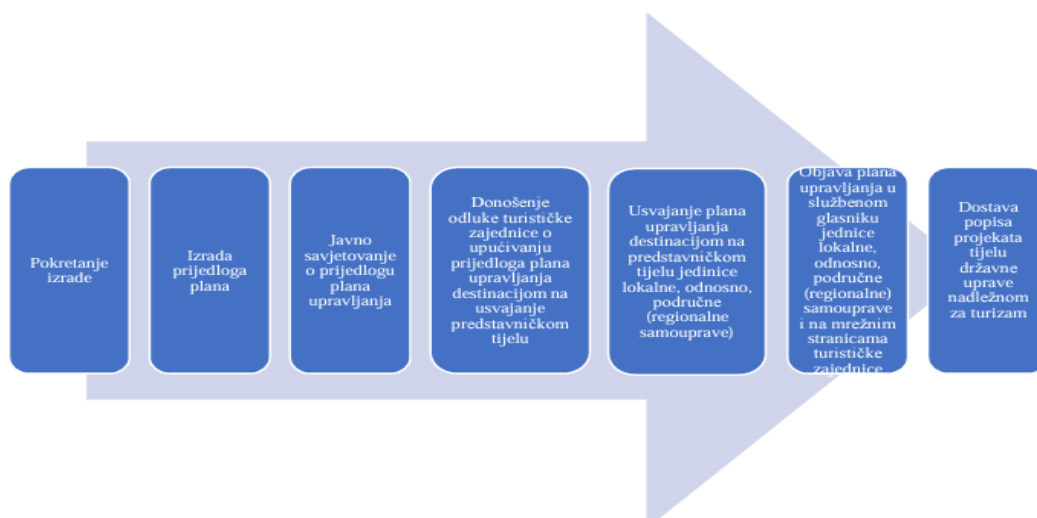 Pokretanje
izrade
Izrada
prijedloga
plana
Javno
savjetovanje
o prijedlogu
plana
upravljanja
Donošenje
odluke turističke
zajednice o
upućivanju
prijedloga plana
upravljanja
destinacijom na
usvajanje
predstavničkom
tijelu
Usvajanje plana
upravljanja
destinacijom na
predstavničkom
tijelu jedinice
lokalne, odnosno,
područne
(regionalne
samouprave)
Objava plana
upravljanja u
službenom
glasniku
jednice
lokalne,
odnosno,
područne
(regionalne)
samouprave
i na mrežnim
stranicama
turističke
zajednice
Dostava
popisa
projekata
tijelu
državne
uprave
nadležnom
za turizam